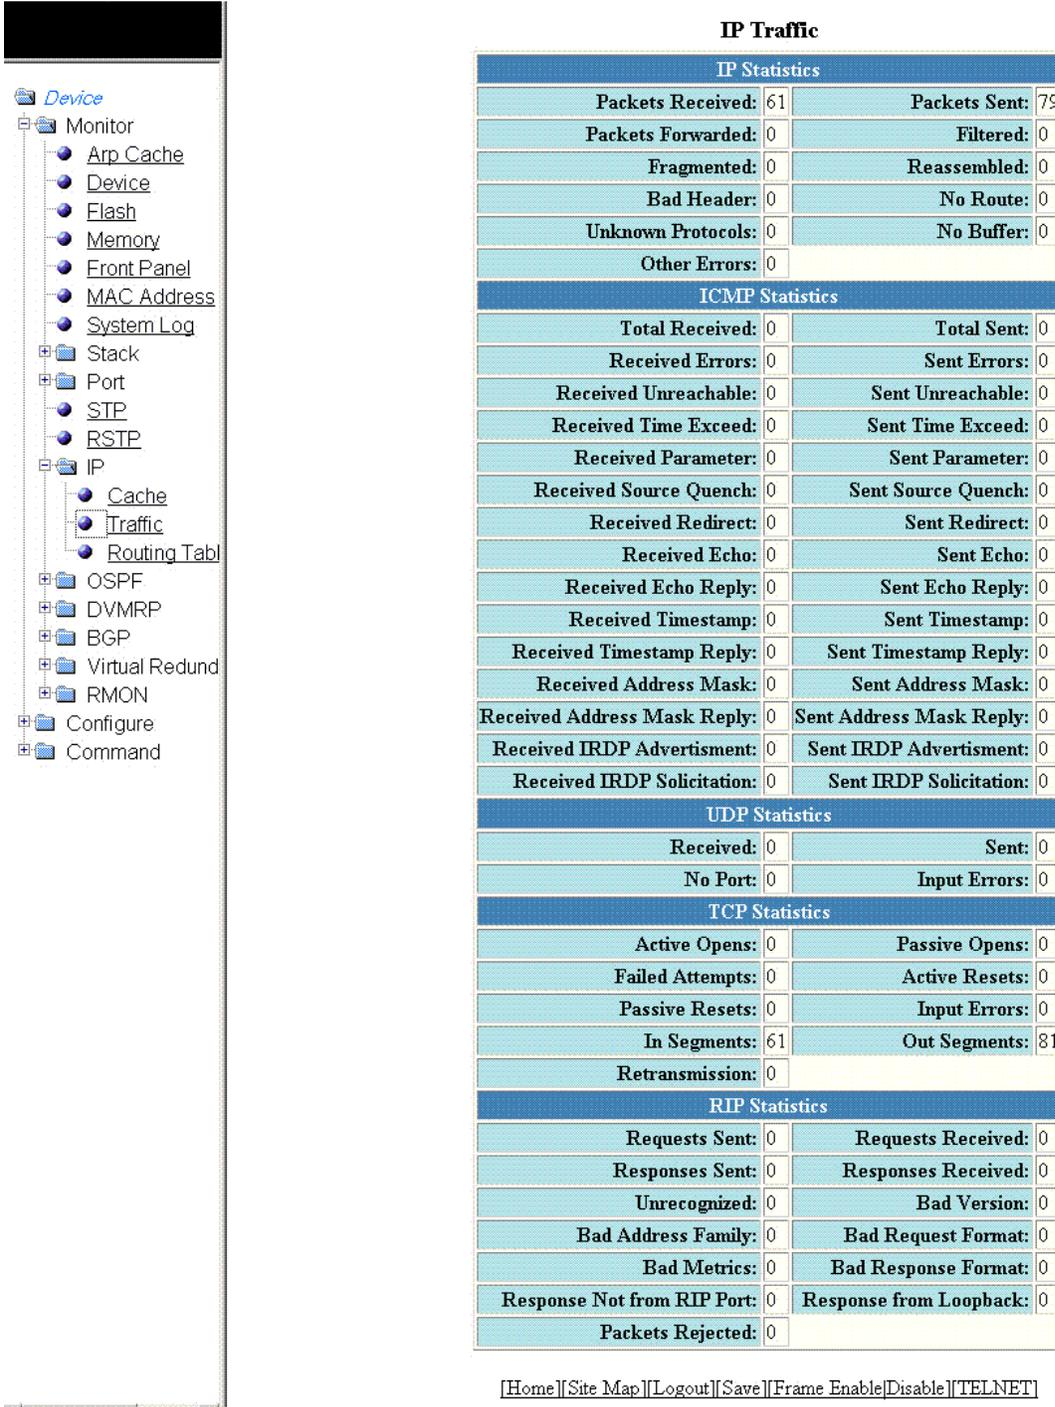 Device
Monitor
Arp Cache
Device
Flash
Memory
Front Panel
MAC Address
System Log
Stack
Port
STP
RSTP
IP
Cache
Traffic
Routing Tabl
OSPF
DVMRP
BGP
Virtual Redund
RMON
Configure
Command
IP Traffic
IP Statistics
Packets Received: 61 Packets Sent: 79
Packets Forwarded: 0 Filtered: 0
Fragmented: 0 Reassembled: 0
Bad Header: 0 No Route: 0
Unknown Protocols: 0 No Buffer: 0
Other Errors: 0
ICMP Statistics
Total Received: 0 Total Sent: 0
Received Errors: 0 Sent Errors: 0
Received Unreachable: 0 Sent Unreachable: 0
Received Time Exceed: 0 Sent Time Exceed: 0
Received Parameter: 0 Sent Parameter: 0
Received Source Quench: 0 Sent Source Quench: 0
Received Redirect: 0 Sent Redirect: 0
Received Echo: 0 Sent Echo: 0
Received Echo Reply: 0 Sent Echo Reply: 0
Received Timestamp: 0 Sent Timestamp: 0
Received Timestamp Reply: 0 Sent Timestamp Reply: 0
Received Address Mask: 0 Sent Address Mask: 0
Received Address Mask Reply: 0 Sent Address Mask Reply: 0
Received IRDP Advertisment: 0 Sent IRDP Advertisment: 0
Received IRDP Solicitation: 0 Sent IRDP Solicitation: 0
UDP Statistics
Received: 0 Sent: 0
No Port: 0 Input Errors: 0
TCP Statistics
Active Opens: 0 Passive Opens: 0
Failed Attempts: 0 Active Resets: 0
Passive Resets: 0 Input Errors: 0
In Segments: 61 Out Segments: 81
Retransmission: 0
RIP Statistics
Requests Sent: 0 Requests Received: 0
Responses Sent: 0 Responses Received: 0
Unrecognized: 0 Bad Version: 0
Bad Address Family: 0 Bad Request Format: 0
Bad Metrics: 0 Bad Response Format: 0
Response Not from RIP Port: 0 Response from Loopback: 0
Packets Rejected: 0
[Home][Site Map][Logout][Save][Frame Enable|Disable][TELNET]